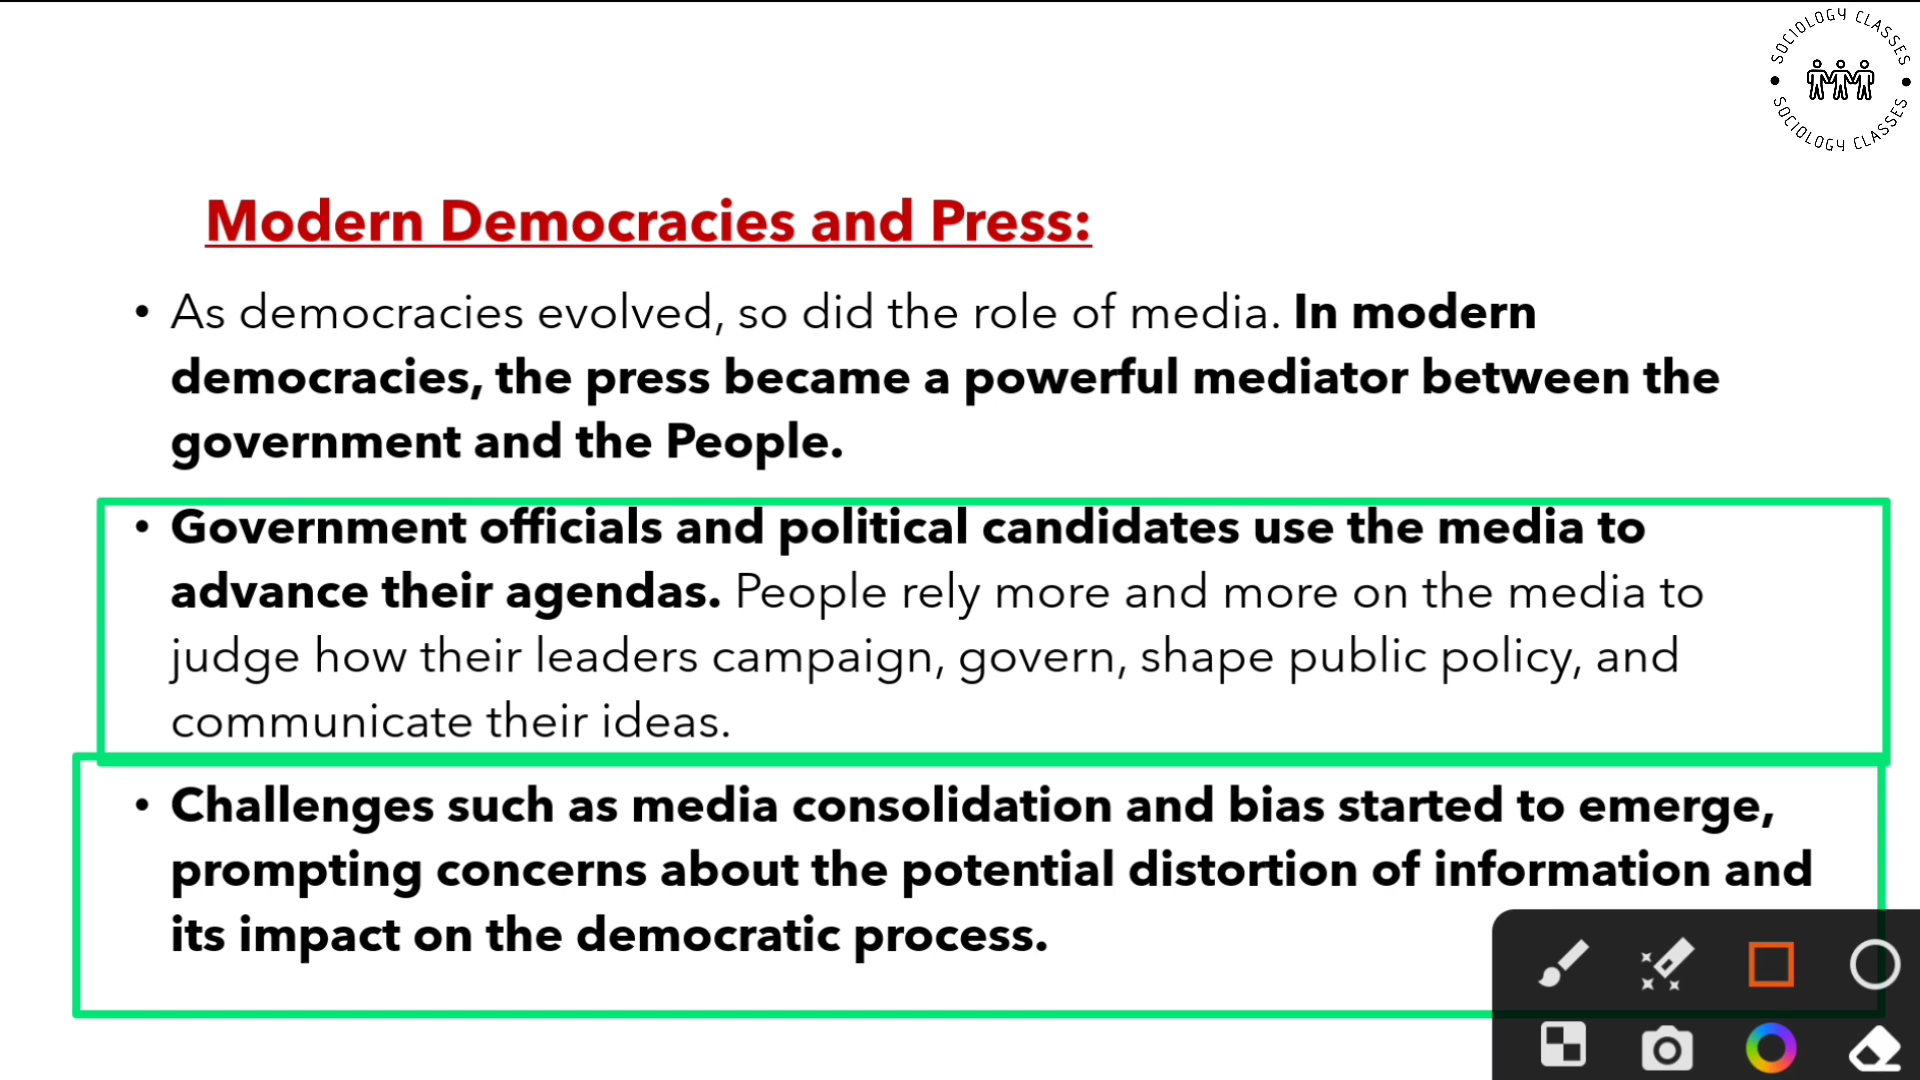 SOCIOLOGY CLASSES
SOCIOLOGY CLASSES
Modern Democracies and Press:
• As democracies evolved, so did the role of media. In modern
democracies, the press became a powerful mediator between the
government and the People.
• Government officials and political candidates use the media to
advance their agendas. People rely more and more on the media to
judge how their leaders campaign, govern, shape public policy, and
communicate their ideas.
• Challenges such as media consolidation and bias started to emerge,
prompting concerns about the potential distortion of information and
its impact on the democratic process.